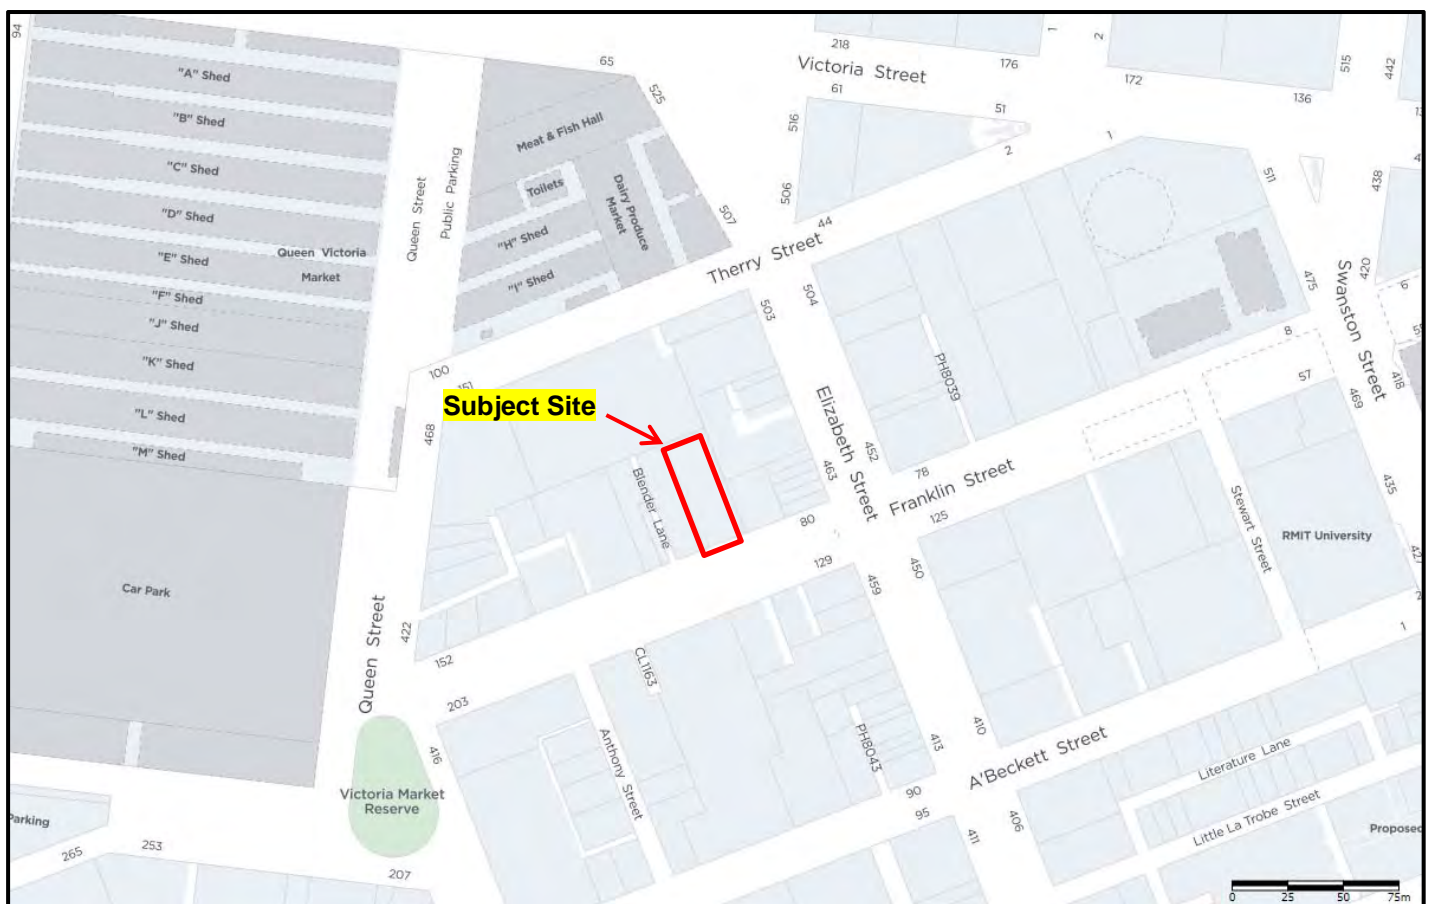 94
"A" Shed
"B" Shed
"C" Shed
"D" Shed
"E" Shed
"F" Shed
"J" Shed
"K" Shed
"L" Shed
"M" Shed
Queen Victoria
Market
Queen Street
Public Parking
65
525
Meat & Fish Hall
Toilets
Dairy Produce
Market
"H" Shed
"I" Shed
507
218
Victoria Street
176
1
2
172
136
515
442
61
51
516
506
2
1
44
Therry Street
511
438
420
6
475
Swanston Street
418
503
504
PH8039
8
57
469
100
151
468
Subject Site
Elizabeth Street
452
463
78
Franklin Street
125
80
129
Blender Lane
459
450
Stewart Street
435
RMIT University
427
Car Park
Queen Street
422
152
203
416
CL1163
Anthony Street
PH8043
413
410
A'Beckett Street
1
Victoria Market
Reserve
90
95
411
406
Literature Lane
Little La Trobe Street
Proposed
Parking
265
253
207
0 25 50 75m